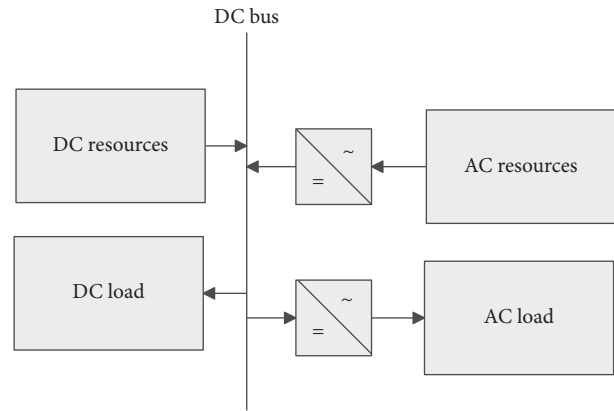 DC bus
DC resources
~
=
AC resources
DC load
~
=
AC load